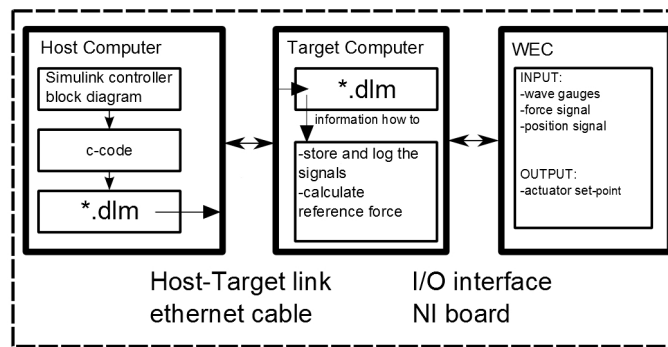 Host Computer
Simulink controller
block diagram
c-code
*.dlm
Target Computer
*.dlm
information how to
-store and log the
signals
-calculate
reference force
WEC
INPUT:
-wave gauges
-force signal
-position signal
OUTPUT:
-actuator set-point
Host-Target link
ethernet cable
I/O interface
NI board